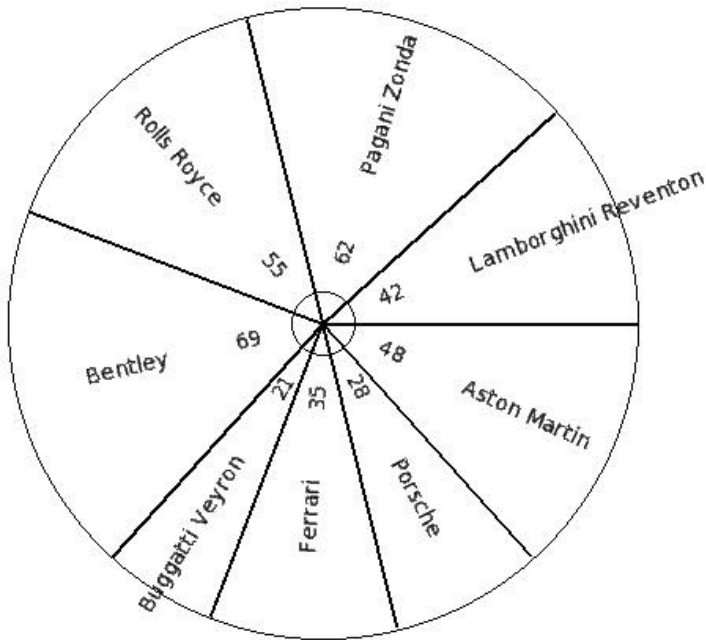 Pagani Zonda
62
Rolls Royce
55
Lamborghini Reventon
42
Bentley
69
48
Aston Martin
21
Buggatti Veyron
35
Ferrari
28
Porsche